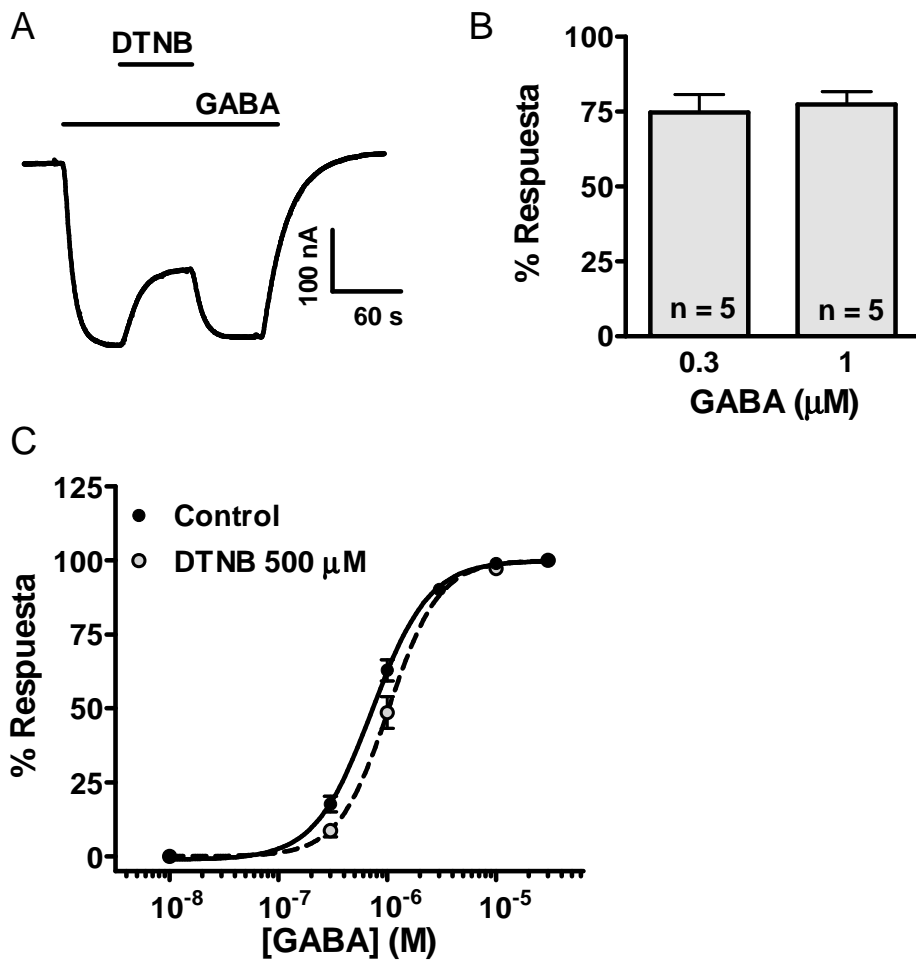 A
DTNB
GABA
100 nA
60 s
B
100
75
50
25
0
% Respuesta
n = 5
n = 5
0.3
1
GABA (μM)
C
125
100
75
50
25
0
% Respuesta
Control
DTNB 500 μM
10⁻⁸
10⁻⁷
10⁻⁶
10⁻⁵
[GABA] (M)